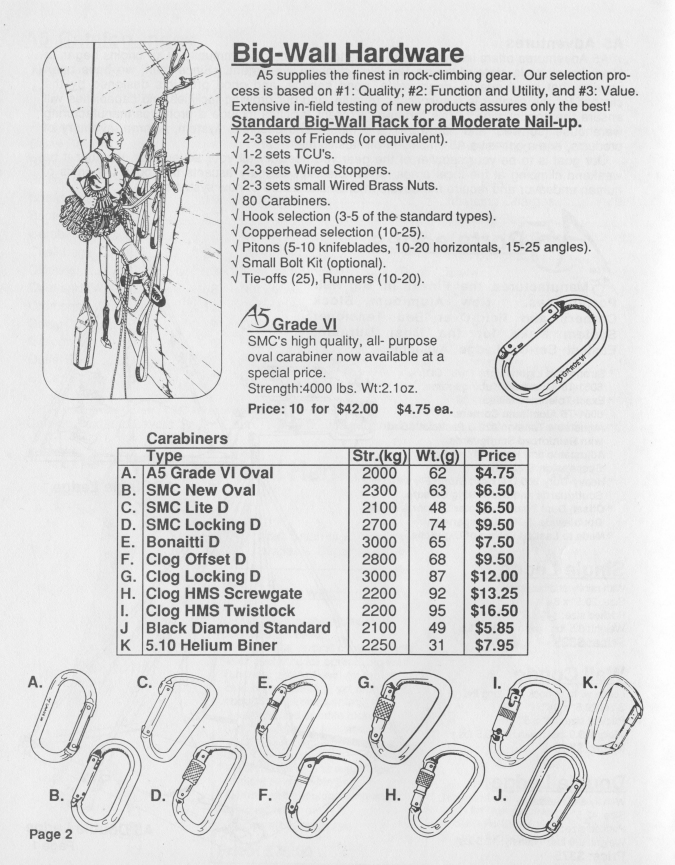 Big-Wall Hardware
A5 supplies the finest in rock-climbing gear. Our selection pro-
cess is based on #1: Quality; #2: Function and Utility, and #3: Value.
Extensive in-field testing of new products assures only the best!
Standard Big-Wall Rack for a Moderate Nail-up.
√ 2-3 sets of Friends (or equivalent).
√ 1-2 sets TCU's.
√ 2-3 sets Wired Stoppers.
√ 2-3 sets small Wired Brass Nuts.
√ 80 Carabiners.
√ Hook selection (3-5 of the standard types).
√ Copperhead selection (10-25).
√ Pitons (5-10 knifeblades, 10-20 horizontals, 15-25 angles).
√ Small Bolt Kit (optional).
√ Tie-offs (25), Runners (10-20).
A5 Grade VI
SMC's high quality, all- purpose
oval carabiner now available at a
special price.
Strength:4000 lbs. Wt:2.1oz.
Price: 10 for $42.00 $4.75 ea.
A5 GRADE VI
Carabiners
Type Str.(kg) Wt.(g) Price
A. A5 Grade VI Oval 2000 62 $4.75
B. SMC New Oval 2300 63 $6.50
C. SMC Lite D 2100 48 $6.50
D. SMC Locking D 2700 74 $9.50
E. Bonaitti D 3000 65 $7.50
F. Clog Offset D 2800 68 $9.50
G. Clog Locking D 3000 87 $12.00
H. Clog HMS Screwgate 2200 92 $13.25
I. Clog HMS Twistlock 2200 95 $16.50
J Black Diamond Standard 2100 49 $5.85
K 5.10 Helium Biner 2250 31 $7.95
A. C. E. G. I. K.
B. D. F. H. J.
Page 2